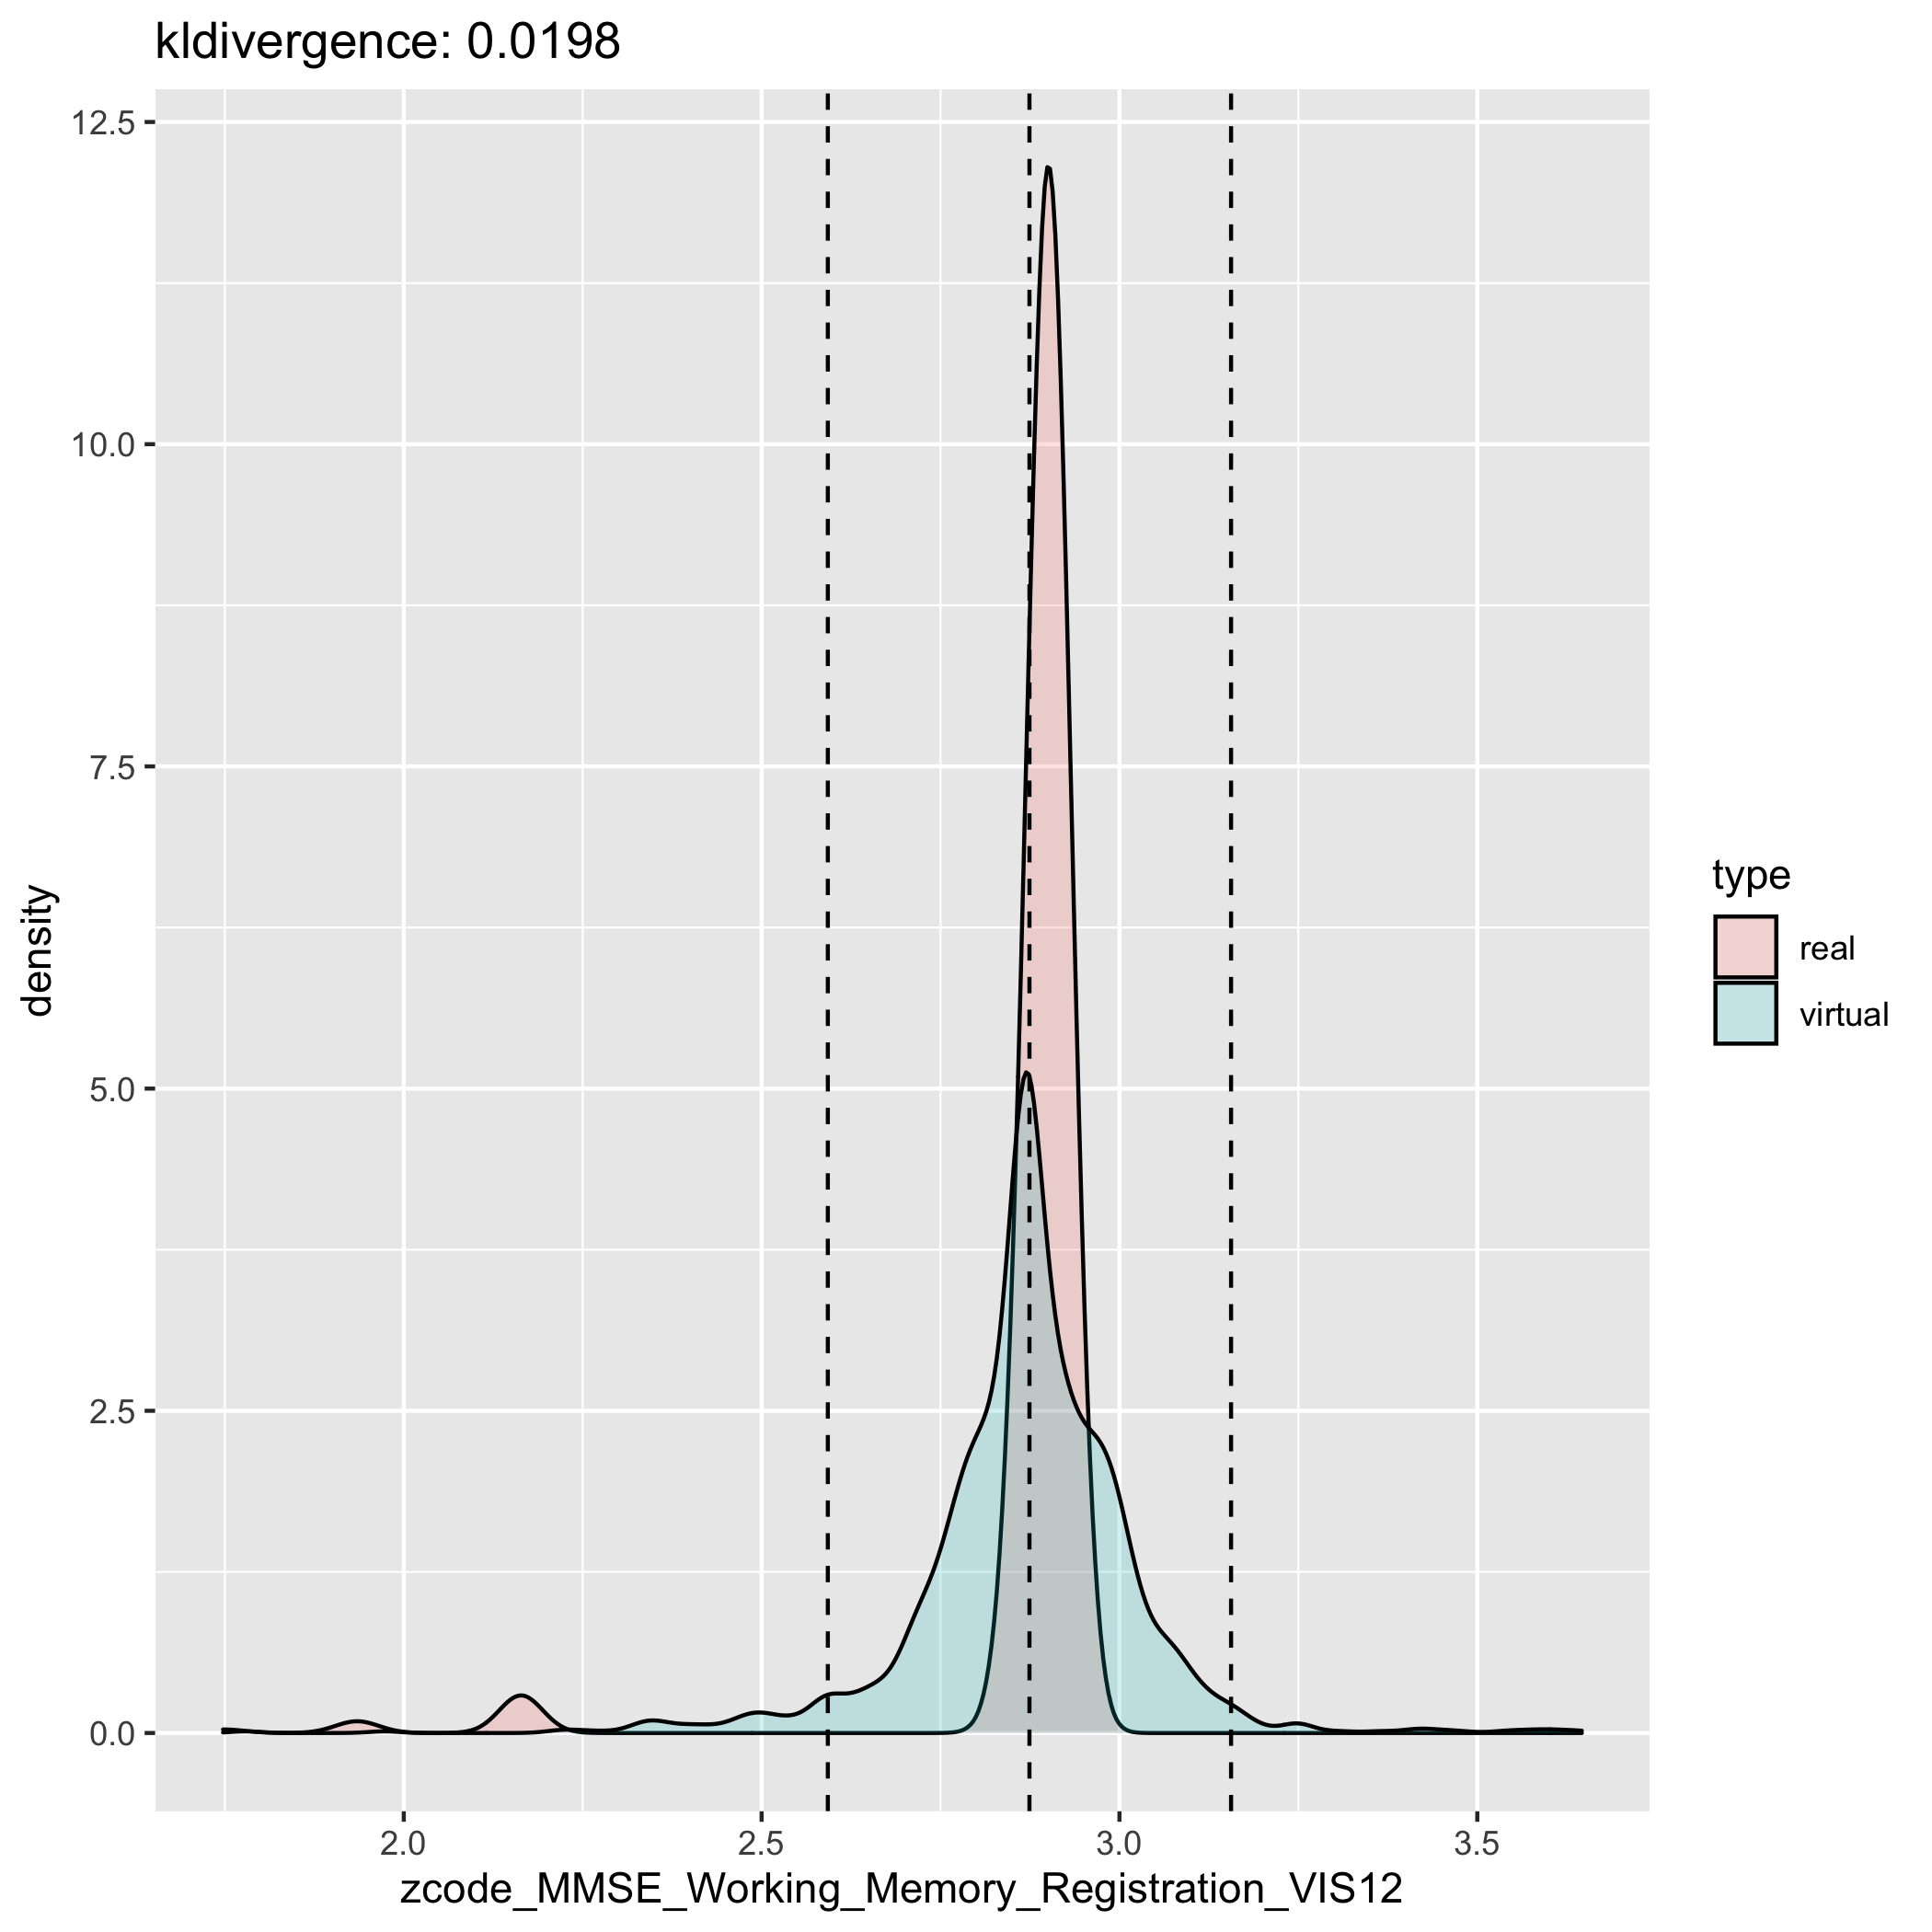 kldivergence: 0.0198
12.5
10.0
7.5
5.0
2.5
0.0
density
2.0
2.5
3.0
3.5
zcode_MMSE_Working_Memory_Registration_VIS12
type
real
virtual